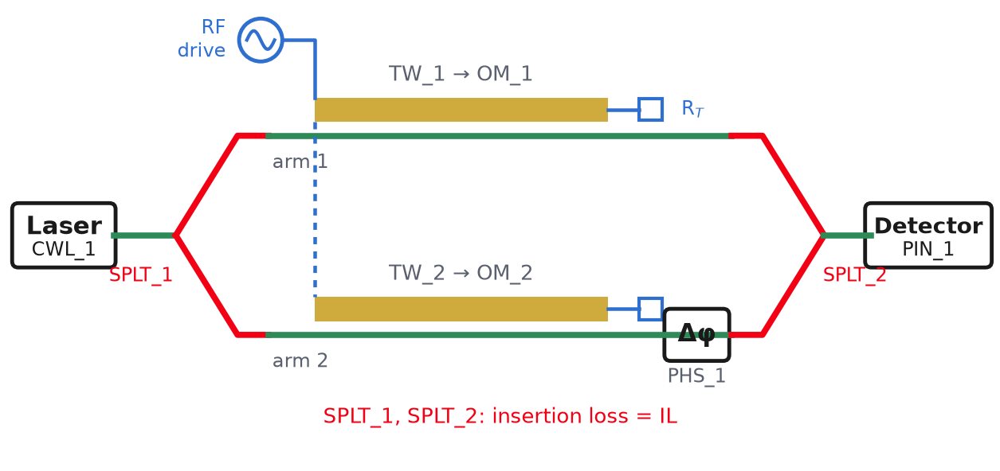 RF
drive
TW_1 → OM_1
R_T
arm 1
Laser
CWL_1
Detector
PIN_1
SPLT_1
TW_2 → OM_2
SPLT_2
Δφ
arm 2
PHS_1
SPLT_1, SPLT_2: insertion loss = IL